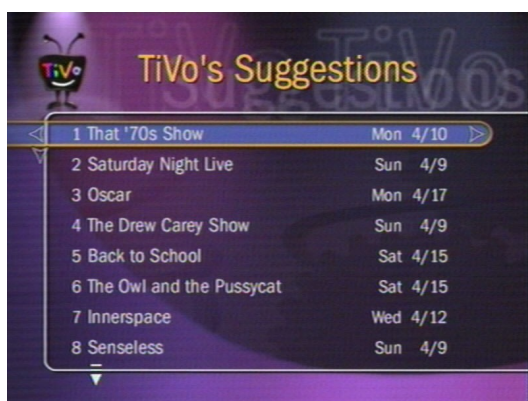 TiVo
TiVo's Suggestions
1 That '70s Show Mon 4/10
2 Saturday Night Live Sun 4/9
3 Oscar Mon 4/17
4 The Drew Carey Show Sun 4/9
5 Back to School Sat 4/15
6 The Owl and the Pussycat Sat 4/15
7 Innerspace Wed 4/12
8 Senseless Sun 4/9